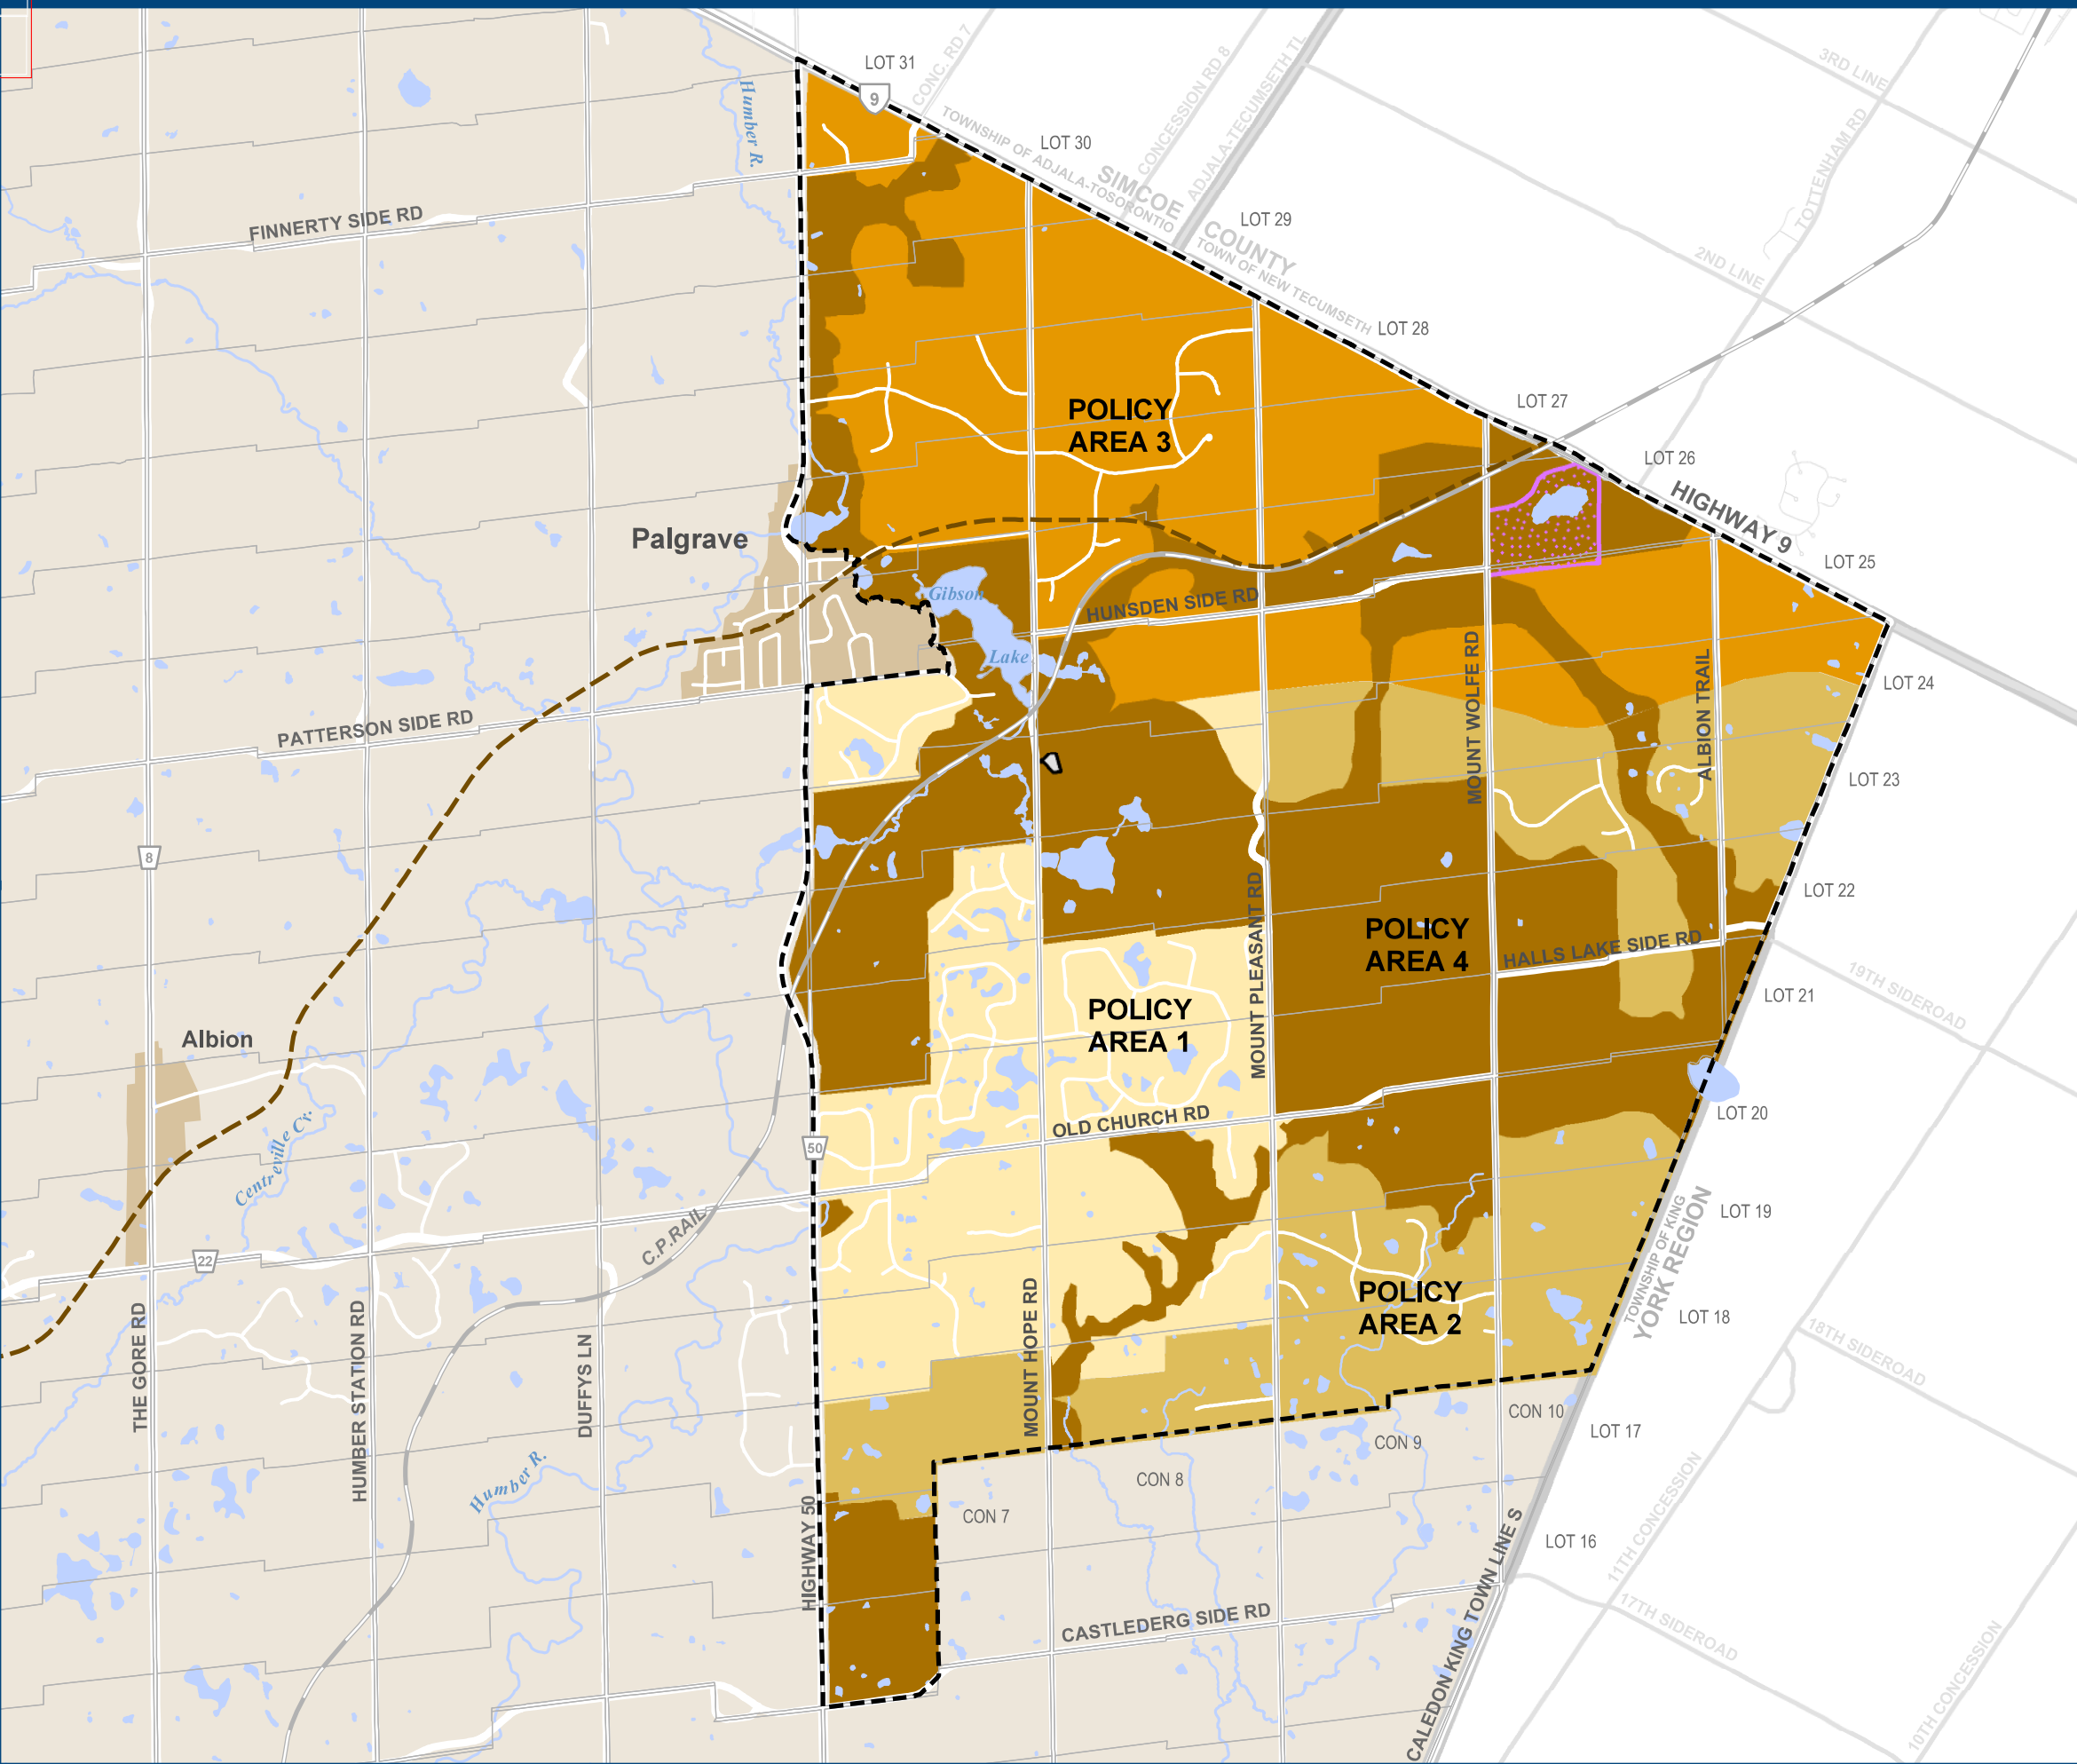 LOT 31
9
CONC. RD 7
CONCESSION RD 8
ADJALA-TECUMSETH TL
3RD LINE
Humber R.
TOWNSHIP OF ADJALA-TOSORONTIO
LOT 30
SIMCOE
COUNTY
TOWN OF NEW TECUMSETH
LOT 29
TOTTENHAM RD
FINNERTY SIDE RD
2ND LINE
LOT 28
LOT 27
POLICY
AREA 3
LOT 26
HIGHWAY 9
LOT 25
Palgrave
Gibson
Lake
HUNSDEN SIDE RD
MOUNT WOLFE RD
ALBION TRAIL
LOT 24
PATTERSON SIDE RD
LOT 23
8
LOT 22
POLICY
AREA 4
HALLS LAKE SIDE RD
MOUNT PLEASANT RD
19TH SIDEROAD
LOT 21
POLICY
AREA 1
Albion
LOT 20
OLD CHURCH RD
50
Centreville Cr.
LOT 19
TOWNSHIP OF KING
YORK REGION
C.P.RAIL
22
POLICY
AREA 2
LOT 18
18TH SIDEROAD
THE GORE RD
HUMBER STATION RD
DUFFYS LN
MOUNT HOPE RD
CON 10
LOT 17
CON 9
CON 8
CON 7
Humber R.
HIGHWAY 50
11TH CONCESSION
LOT 16
CASTLEDERG SIDE RD
17TH SIDEROAD
CALEDON KING TOWN LINE S
10TH CONCESSION